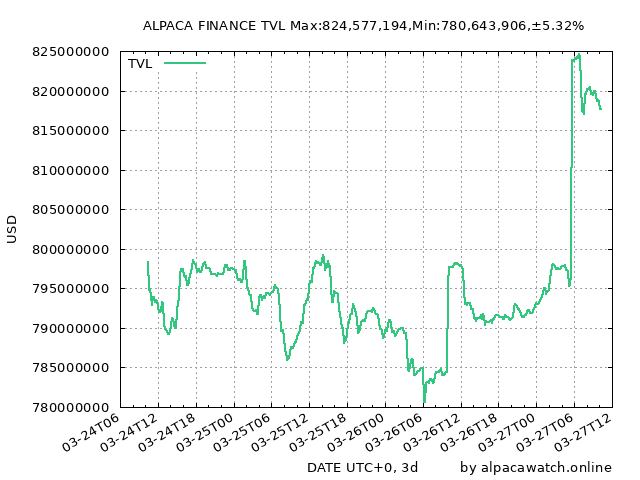 ALPACA FINANCE TVL Max:824,577,194,Min:780,643,906,±5.32%
825000000
TVL
820000000
815000000
810000000
805000000
USD
800000000
795000000
790000000
785000000
780000000
03-24T06
03-24T12
03-24T18
03-25T00
03-25T06
03-25T12
03-25T18
03-26T00
03-26T06
03-26T12
03-26T18
03-27T00
03-27T06
03-27T12
DATE UTC+0, 3d
by alpacawatch.online